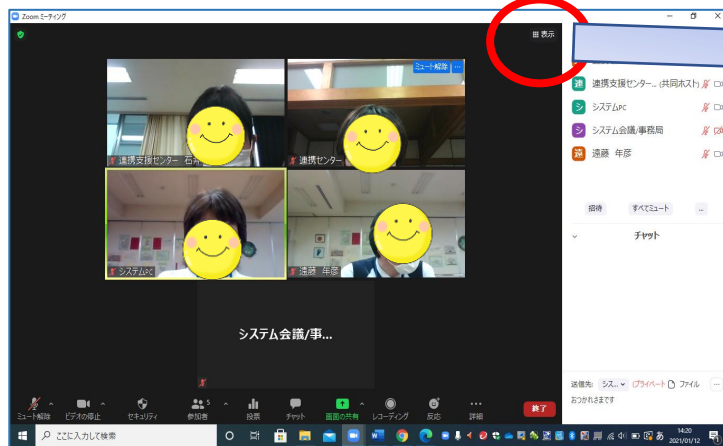 Zoom ミーティング
表示
ミュート解除 ...
連携支援センター 石井
連携センター
システムPC
遠藤 年彦
システム会議/事...
連 連携支援センター... (共同ホスト)
シ システムPC
シ システム会議/事務局
遠 遠藤 年彦
招待 すべてミュート ...
チャット
送信先: シス... (プライベート) ファイル ...
おつかれさまです
ミュート解除 ビデオの停止 セキュリティ 参加者 5 投票 チャット 画面の共有 レコーディング 反応 詳細 終了
ここに入力して検索
あ 14:20
2021/01/12